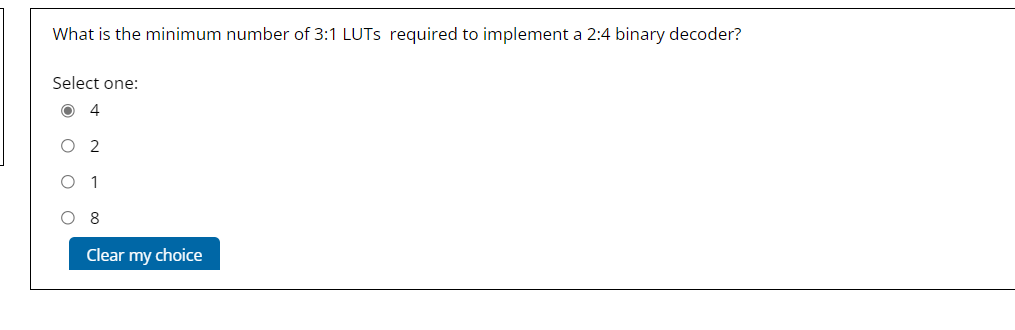 What is the minimum number of 3:1 LUTs required to implement a 2:4 binary decoder?
Select one:
4
2
1
8
Clear my choice